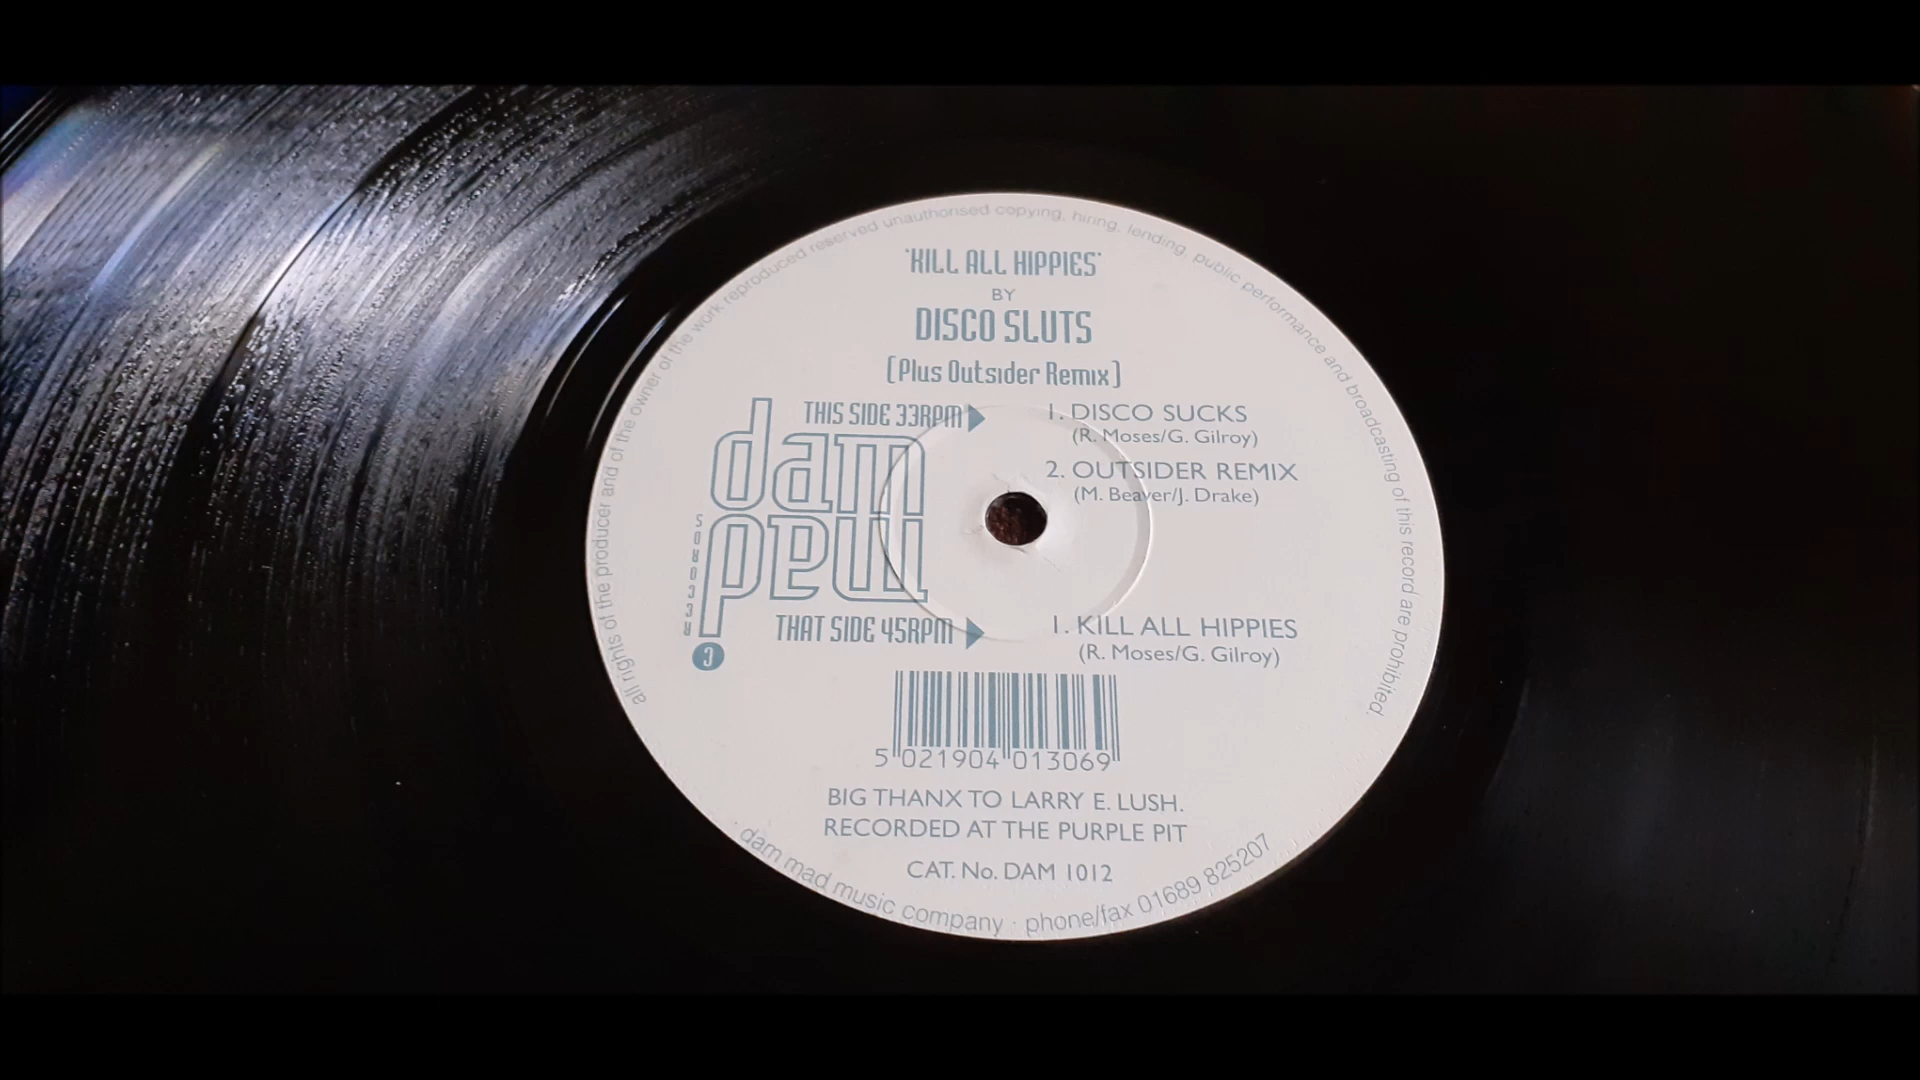 all rights of the producer and of the owner of the work reproduced reserved unauthorised copying, hiring, lending, public performance and broadcasting of this record are prohibited.
'KILL ALL HIPPIES'
BY
DISCO SLUTS
(Plus Outsider Remix)
THIS SIDE 33RPM
1. DISCO SUCKS
(R. Moses/G. Gilroy)
2. OUTSIDER REMIX
(M. Beaver/J. Drake)
dam
mad
THAT SIDE 45RPM
1. KILL ALL HIPPIES
(R. Moses/G. Gilroy)
5 021904 013069
BIG THANX TO LARRY E. LUSH.
RECORDED AT THE PURPLE PIT
CAT. No. DAM 1012
dam mad music company · phone/fax 01689 825207